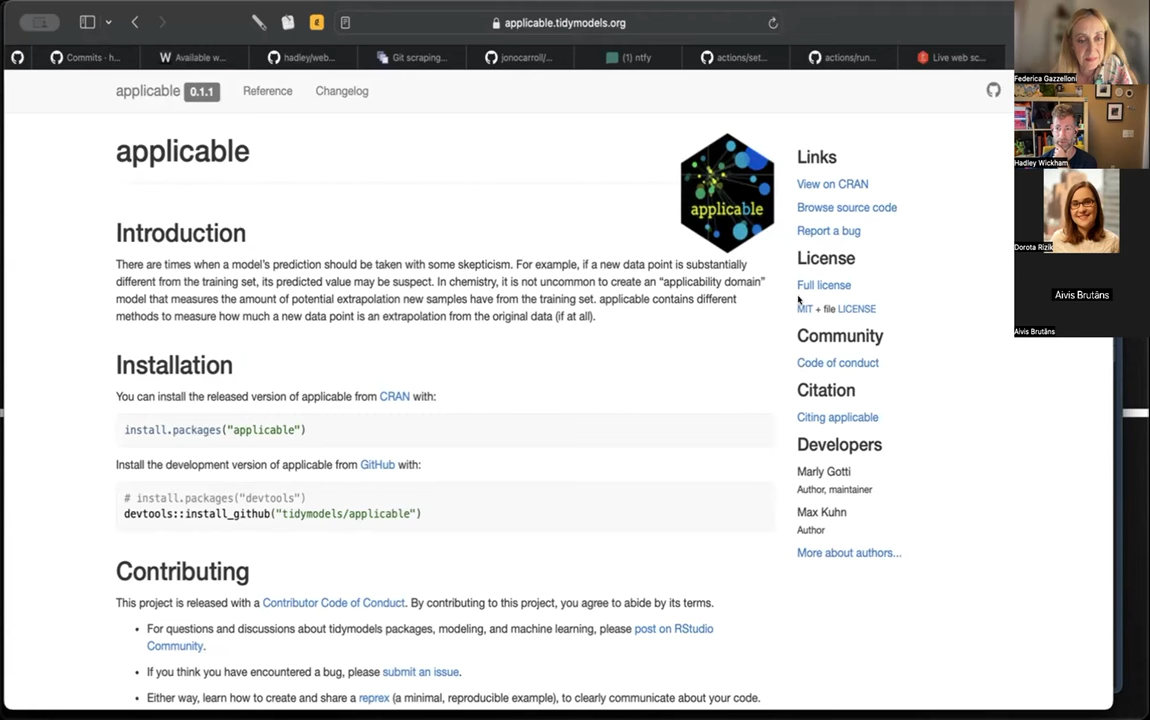 applicable.tidymodels.org
Commits · h...
Available w...
hadley/web...
Git scraping...
jonocarroll/...
(1) ntfy
actions/set...
actions/run...
Live web sc...
applicable 0.1.1 Reference Changelog
applicable
applicable
Introduction
There are times when a model's prediction should be taken with some skepticism. For example, if a new data point is substantially
different from the training set, its predicted value may be suspect. In chemistry, it is not uncommon to create an “applicability domain”
model that measures the amount of potential extrapolation new samples have from the training set. applicable contains different
methods to measure how much a new data point is an extrapolation from the original data (if at all).
Installation
You can install the released version of applicable from CRAN with:
install.packages("applicable")
Install the development version of applicable from GitHub with:
# install.packages("devtools")
devtools::install_github("tidymodels/applicable")
Contributing
This project is released with a Contributor Code of Conduct. By contributing to this project, you agree to abide by its terms.
• For questions and discussions about tidymodels packages, modeling, and machine learning, please post on RStudio
Community.
• If you think you have encountered a bug, please submit an issue.
• Either way, learn how to create and share a reprex (a minimal, reproducible example), to clearly communicate about your code.
Links
View on CRAN
Browse source code
Report a bug
License
Full license
MIT + file LICENSE
Community
Code of conduct
Citation
Citing applicable
Developers
Marly Gotti
Author, maintainer
Max Kuhn
Author
More about authors...
Federica Gazzelloni
Hadley Wickham
Dorota Rizik
Aivis Brutāns
Aivis Brutāns